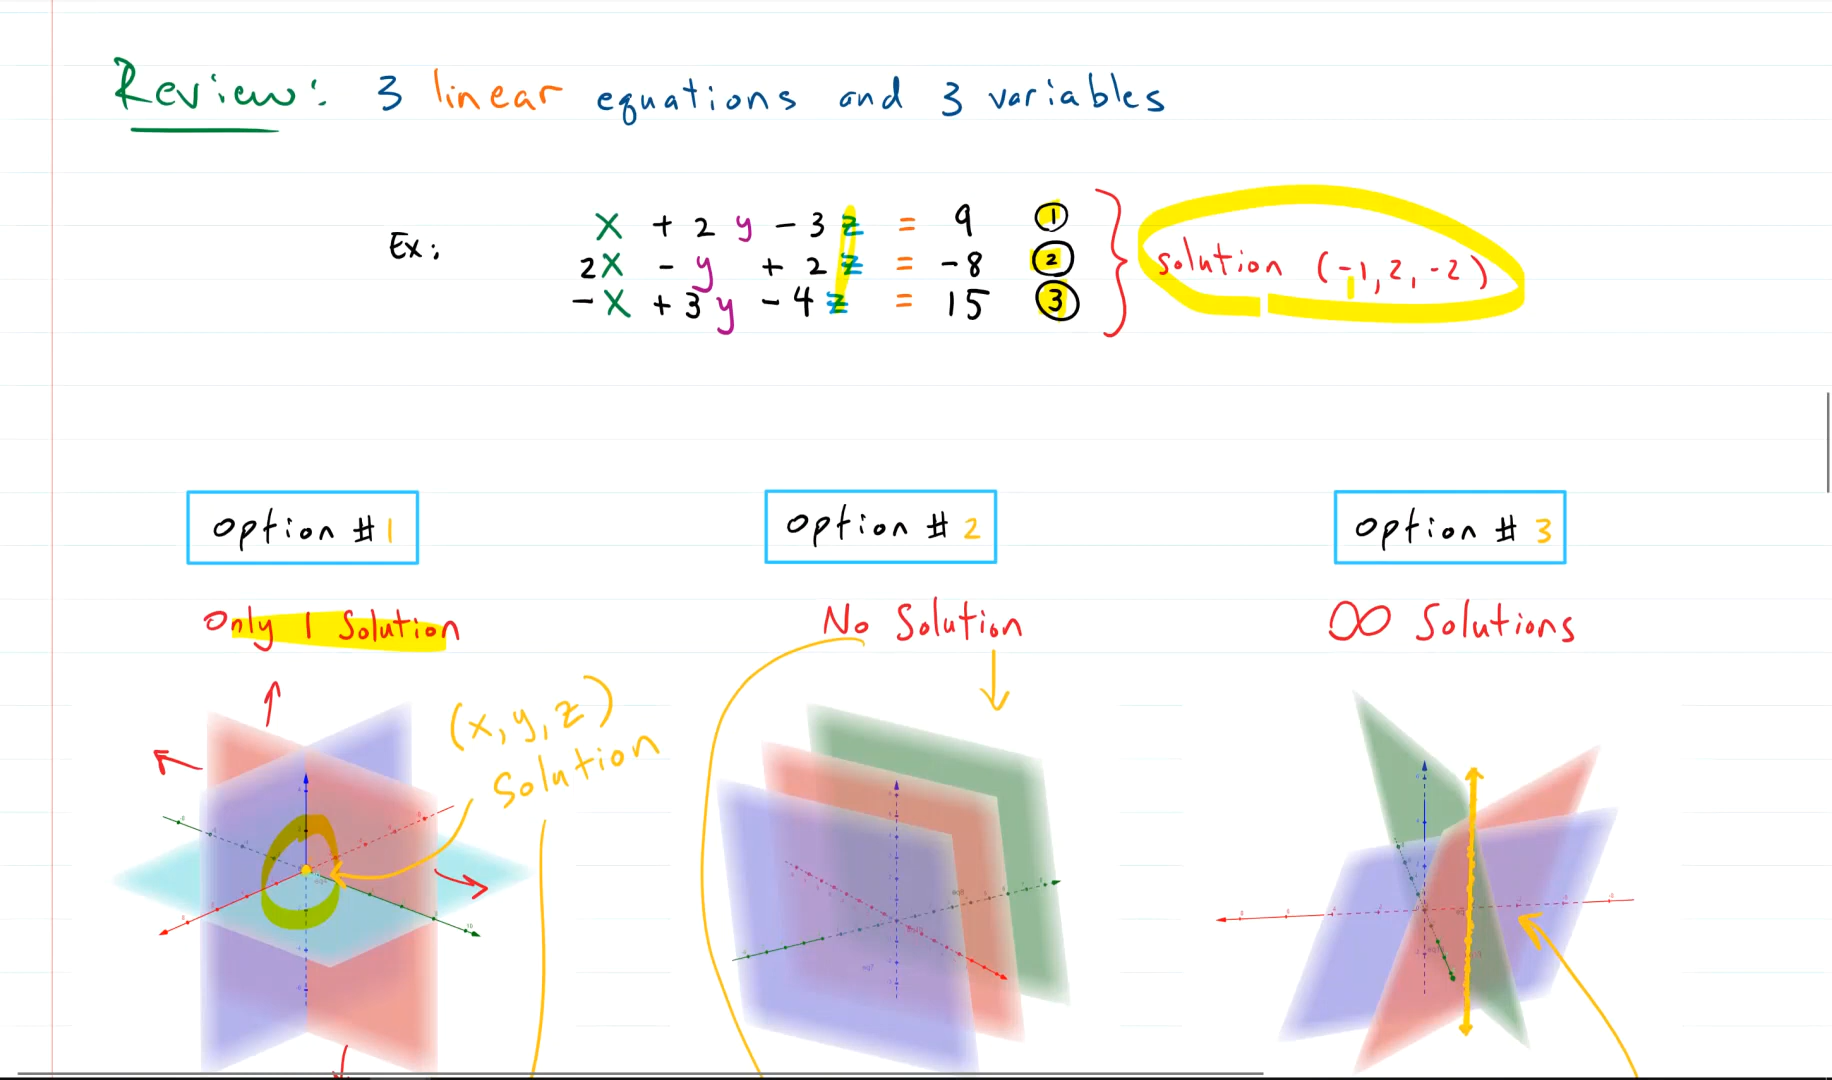 Review: 3 linear equations and 3 variables
Ex:
x + 2y - 3z = 9 ①
2x - y + 2z = -8 ②
-x + 3y - 4z = 15 ③
solution (-1, 2, -2)
Option #1
Option #2
Option #3
Only 1 Solution
No Solution
∞ Solutions
(x, y, z)
Solution